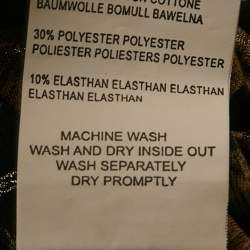 COTTONE
BAUMWOLLE BOMULL BAWELNA
30% POLYESTER POLYESTER
POLIESTER POLIESTERS POLYESTER
10% ELASTHAN ELASTHAN
ELASTHAN ELASTHAN
MACHINE WASH
WASH AND DRY INSIDE OUT
WASH SEPARATELY
DRY PROMPTLY